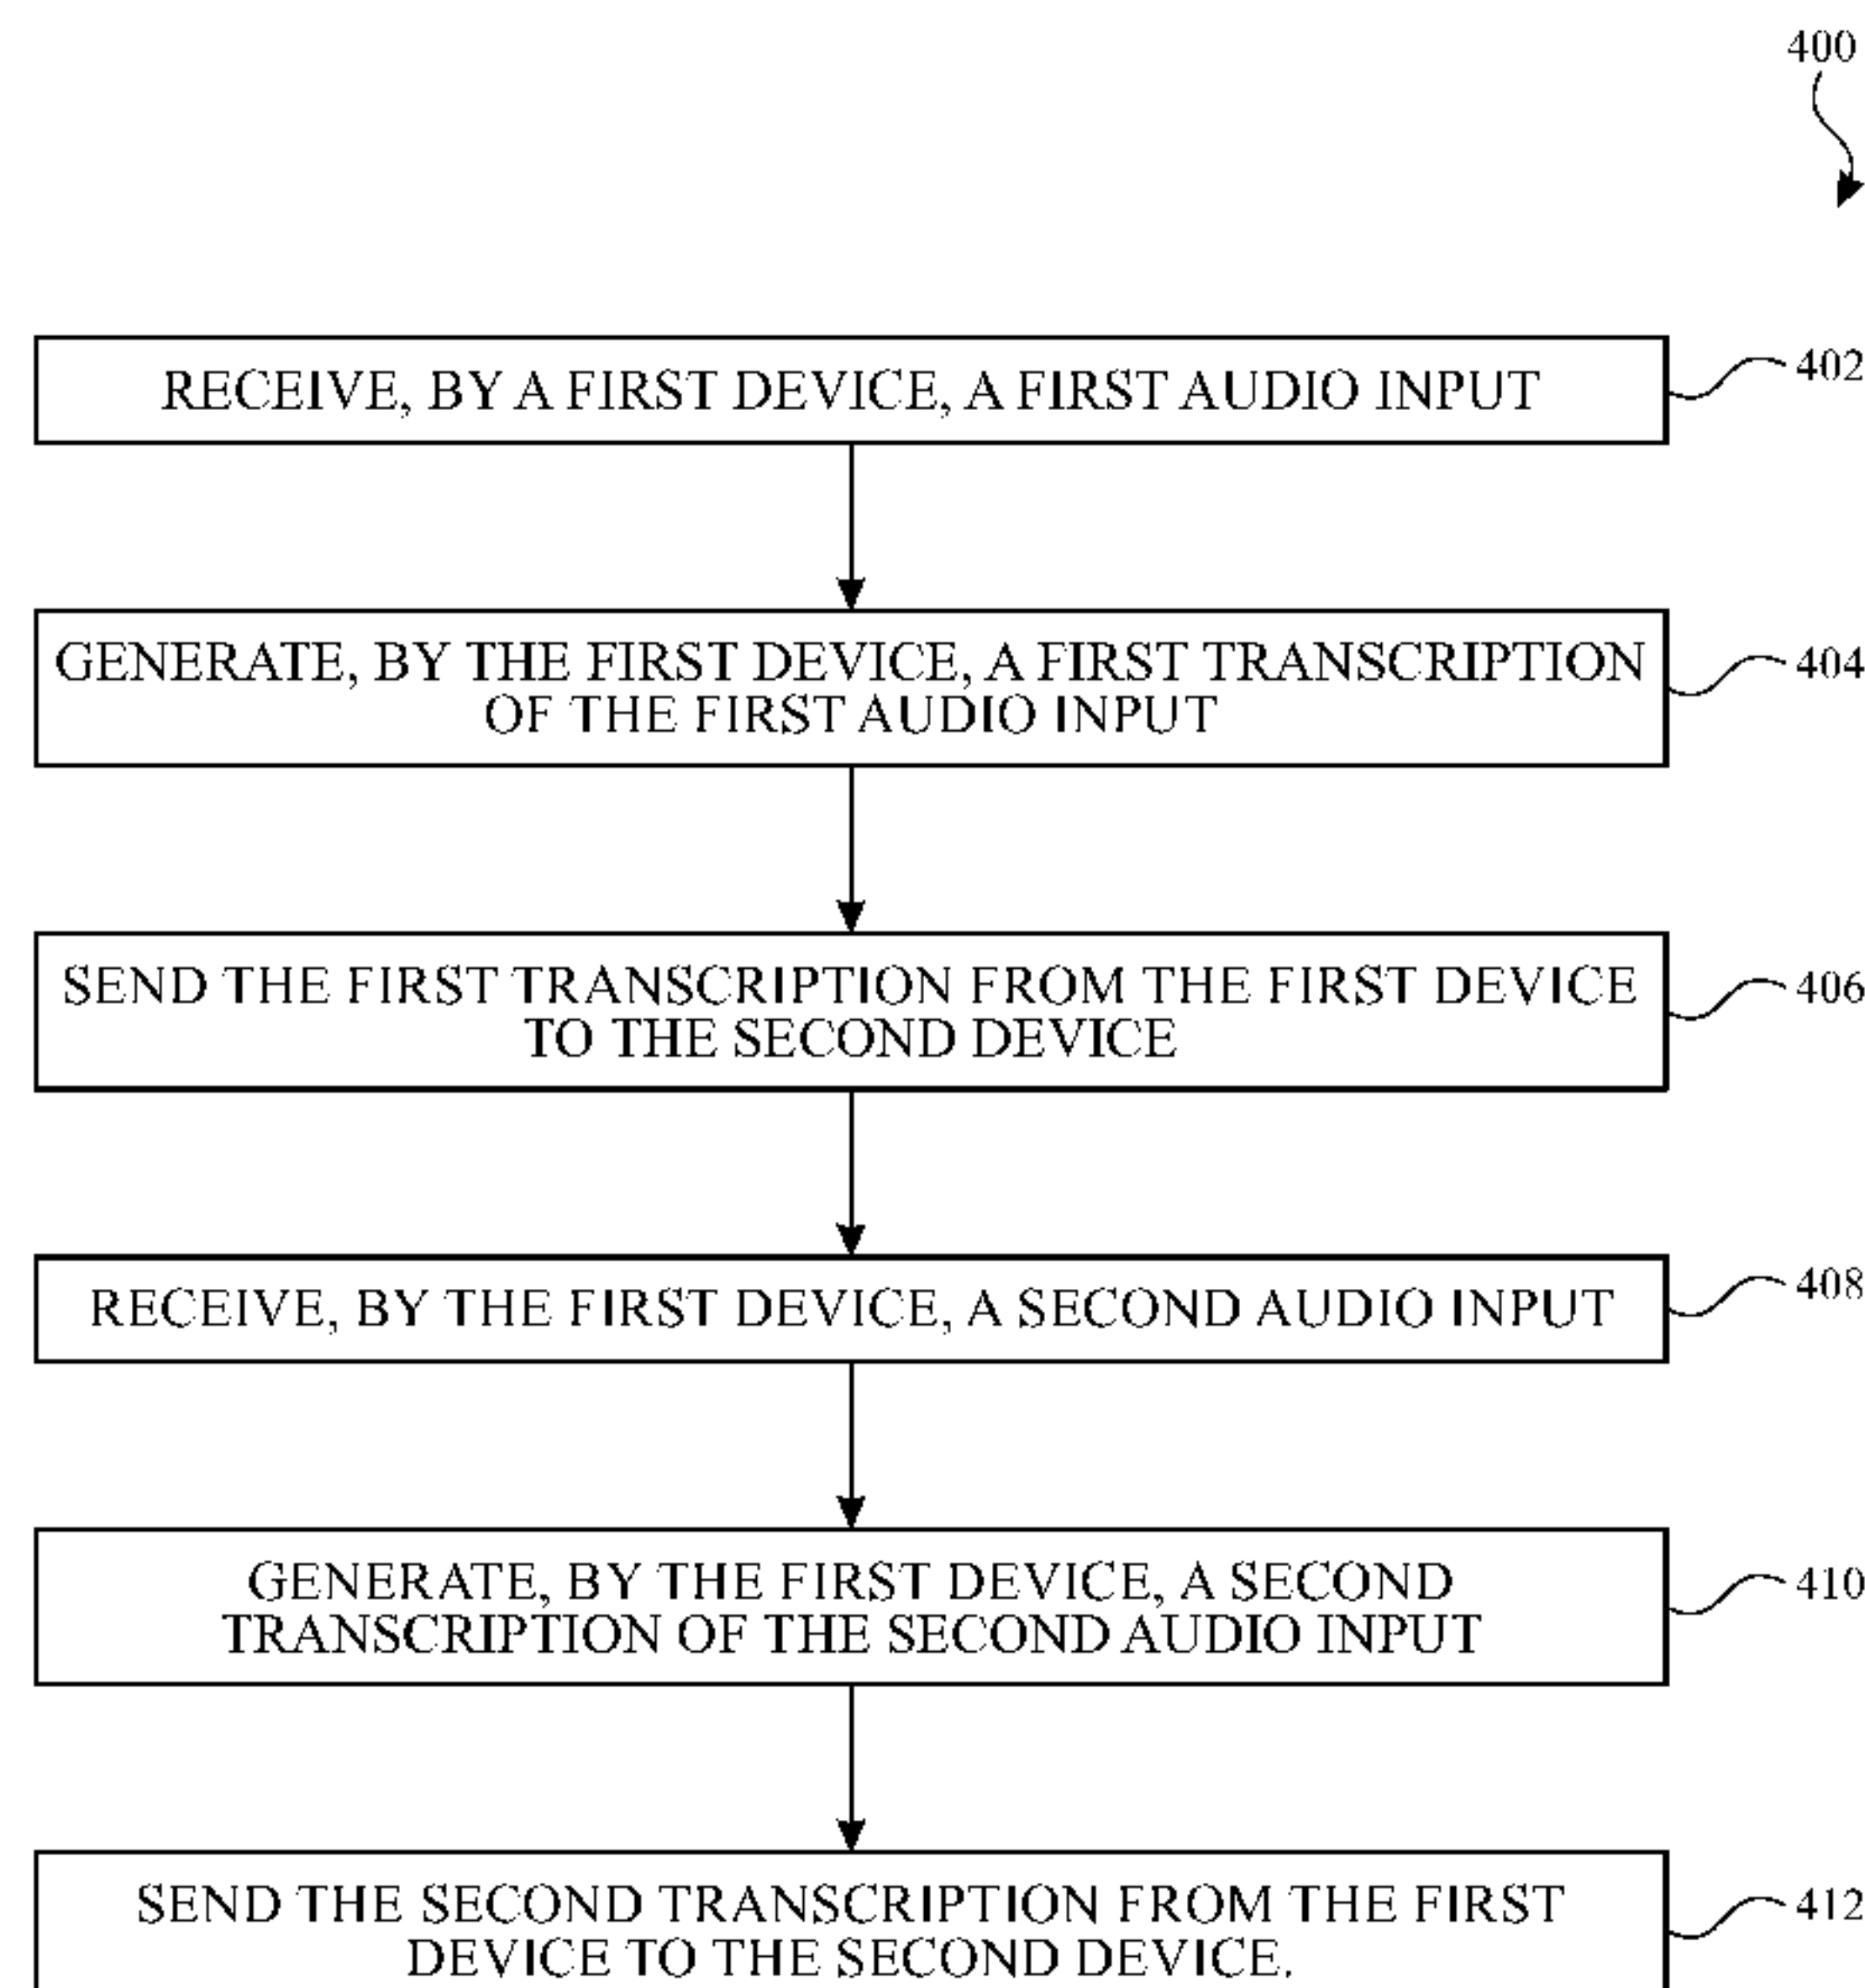 400
RECEIVE, BY A FIRST DEVICE, A FIRST AUDIO INPUT
402
GENERATE, BY THE FIRST DEVICE, A FIRST TRANSCRIPTION
OF THE FIRST AUDIO INPUT
404
SEND THE FIRST TRANSCRIPTION FROM THE FIRST DEVICE
TO THE SECOND DEVICE
406
RECEIVE, BY THE FIRST DEVICE, A SECOND AUDIO INPUT
408
GENERATE, BY THE FIRST DEVICE, A SECOND
TRANSCRIPTION OF THE SECOND AUDIO INPUT
410
SEND THE SECOND TRANSCRIPTION FROM THE FIRST
DEVICE TO THE SECOND DEVICE.
412